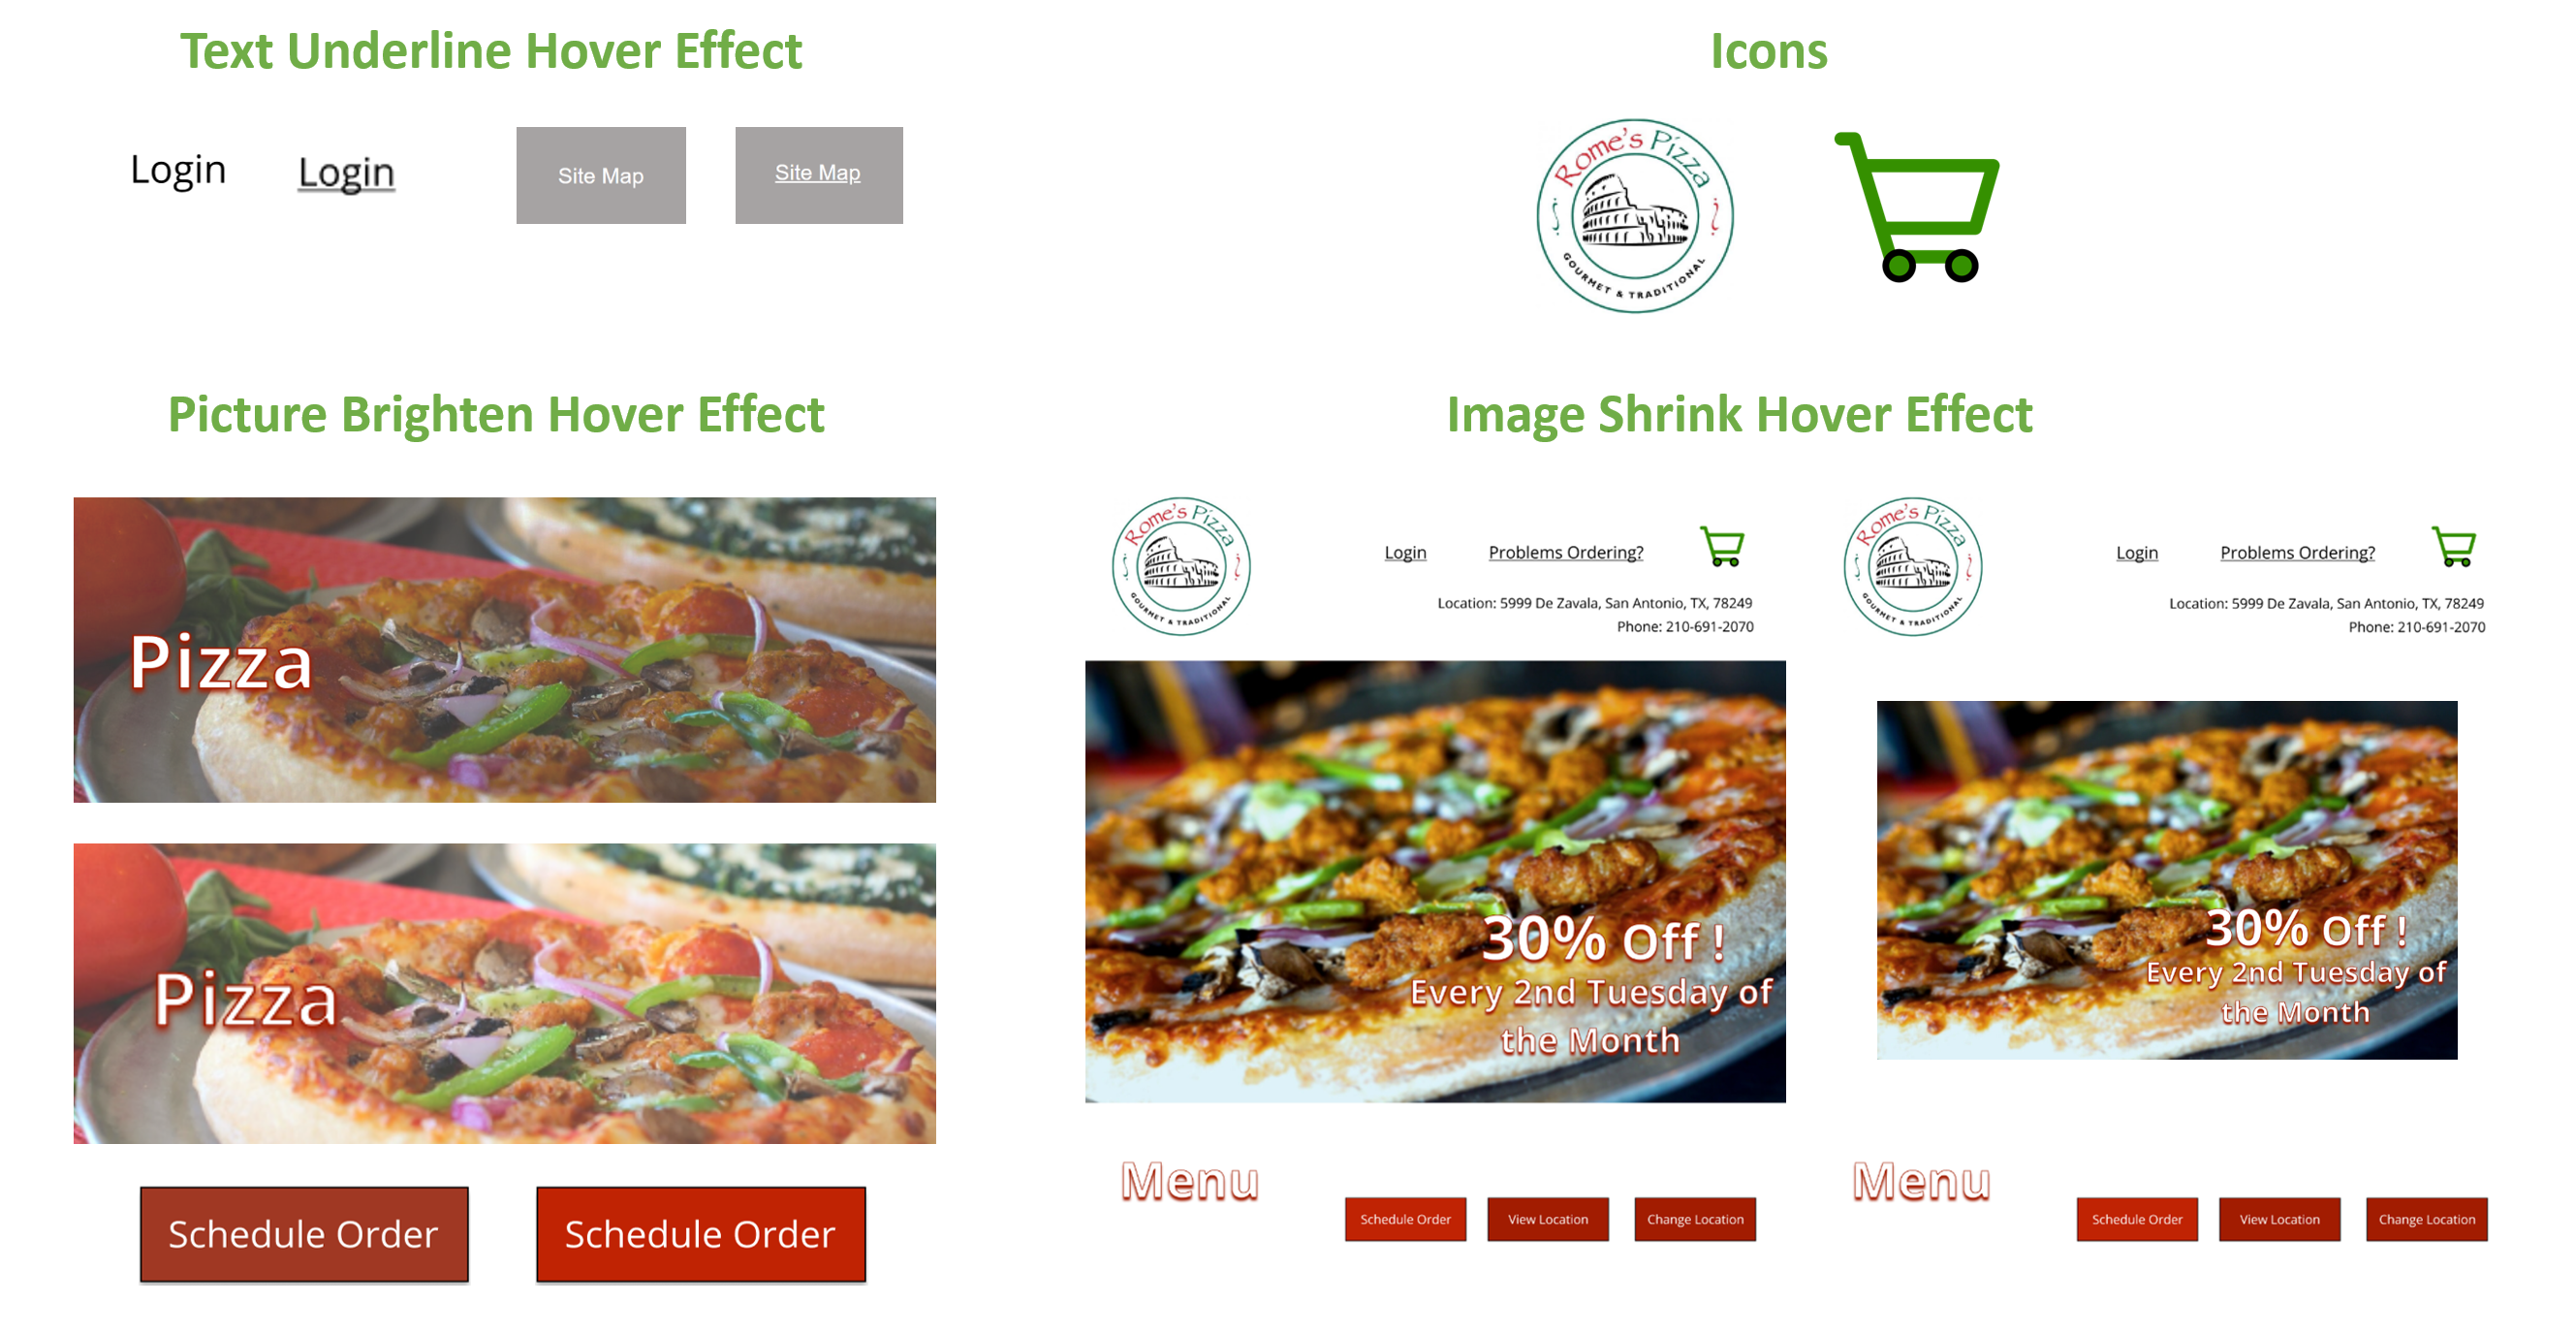 Text Underline Hover Effect
Icons
Login
Login
Site Map
Site Map
Rome's Pizza
GOURMET & TRADITIONAL
Picture Brighten Hover Effect
Image Shrink Hover Effect
Pizza
Pizza
Schedule Order
Schedule Order
Rome's Pizza
GOURMET & TRADITIONAL
Login
Problems Ordering?
Location: 5999 De Zavala, San Antonio, TX, 78249
Phone: 210-691-2070
30% Off !
Every 2nd Tuesday of
the Month
Menu
Schedule Order
View Location
Change Location
Rome's Pizza
GOURMET & TRADITIONAL
Login
Problems Ordering?
Location: 5999 De Zavala, San Antonio, TX, 78249
Phone: 210-691-2070
30% Off !
Every 2nd Tuesday of
the Month
Menu
Schedule Order
View Location
Change Location